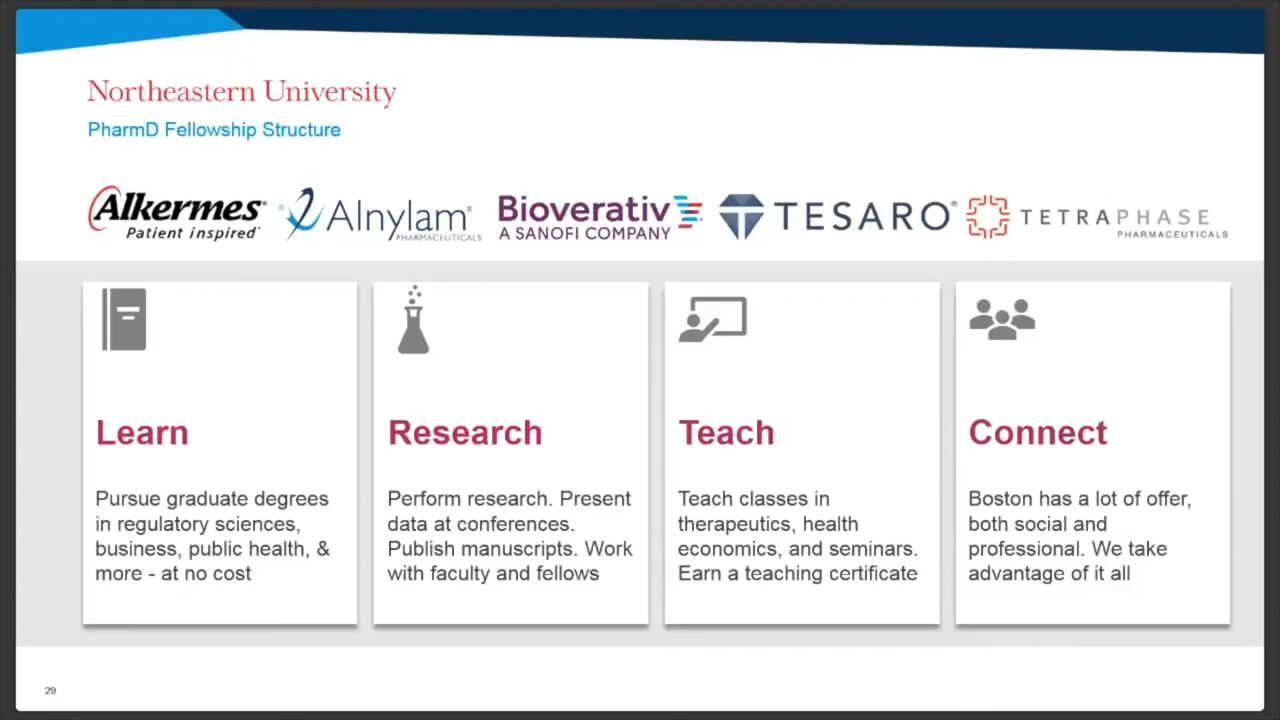 Northeastern University
PharmD Fellowship Structure
Alkermes®
Patient inspired®
Alnylam®
PHARMACEUTICALS
Bioverativ
A SANOFI COMPANY
TESARO®
TETRAPHASE
PHARMACEUTICALS
Learn
Pursue graduate degrees
in regulatory sciences,
business, public health, &
more - at no cost
Research
Perform research. Present
data at conferences.
Publish manuscripts. Work
with faculty and fellows
Teach
Teach classes in
therapeutics, health
economics, and seminars.
Earn a teaching certificate
Connect
Boston has a lot of offer,
both social and
professional. We take
advantage of it all
29